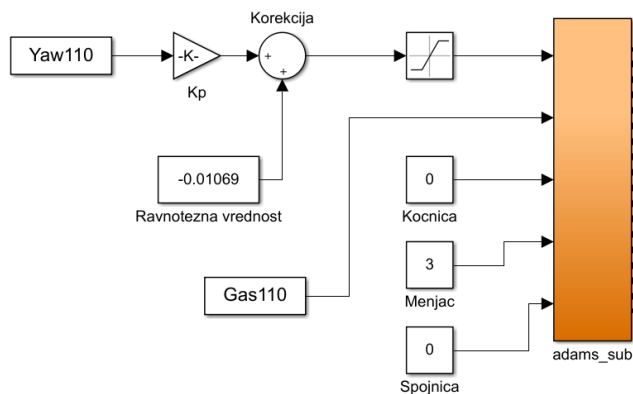 Korekcija
Yaw110
-K-
+
+
Kp
-0.01069
Ravnotezna vrednost
0
Kocnica
3
Menjac
Gas110
0
Spojnica
adams_sub